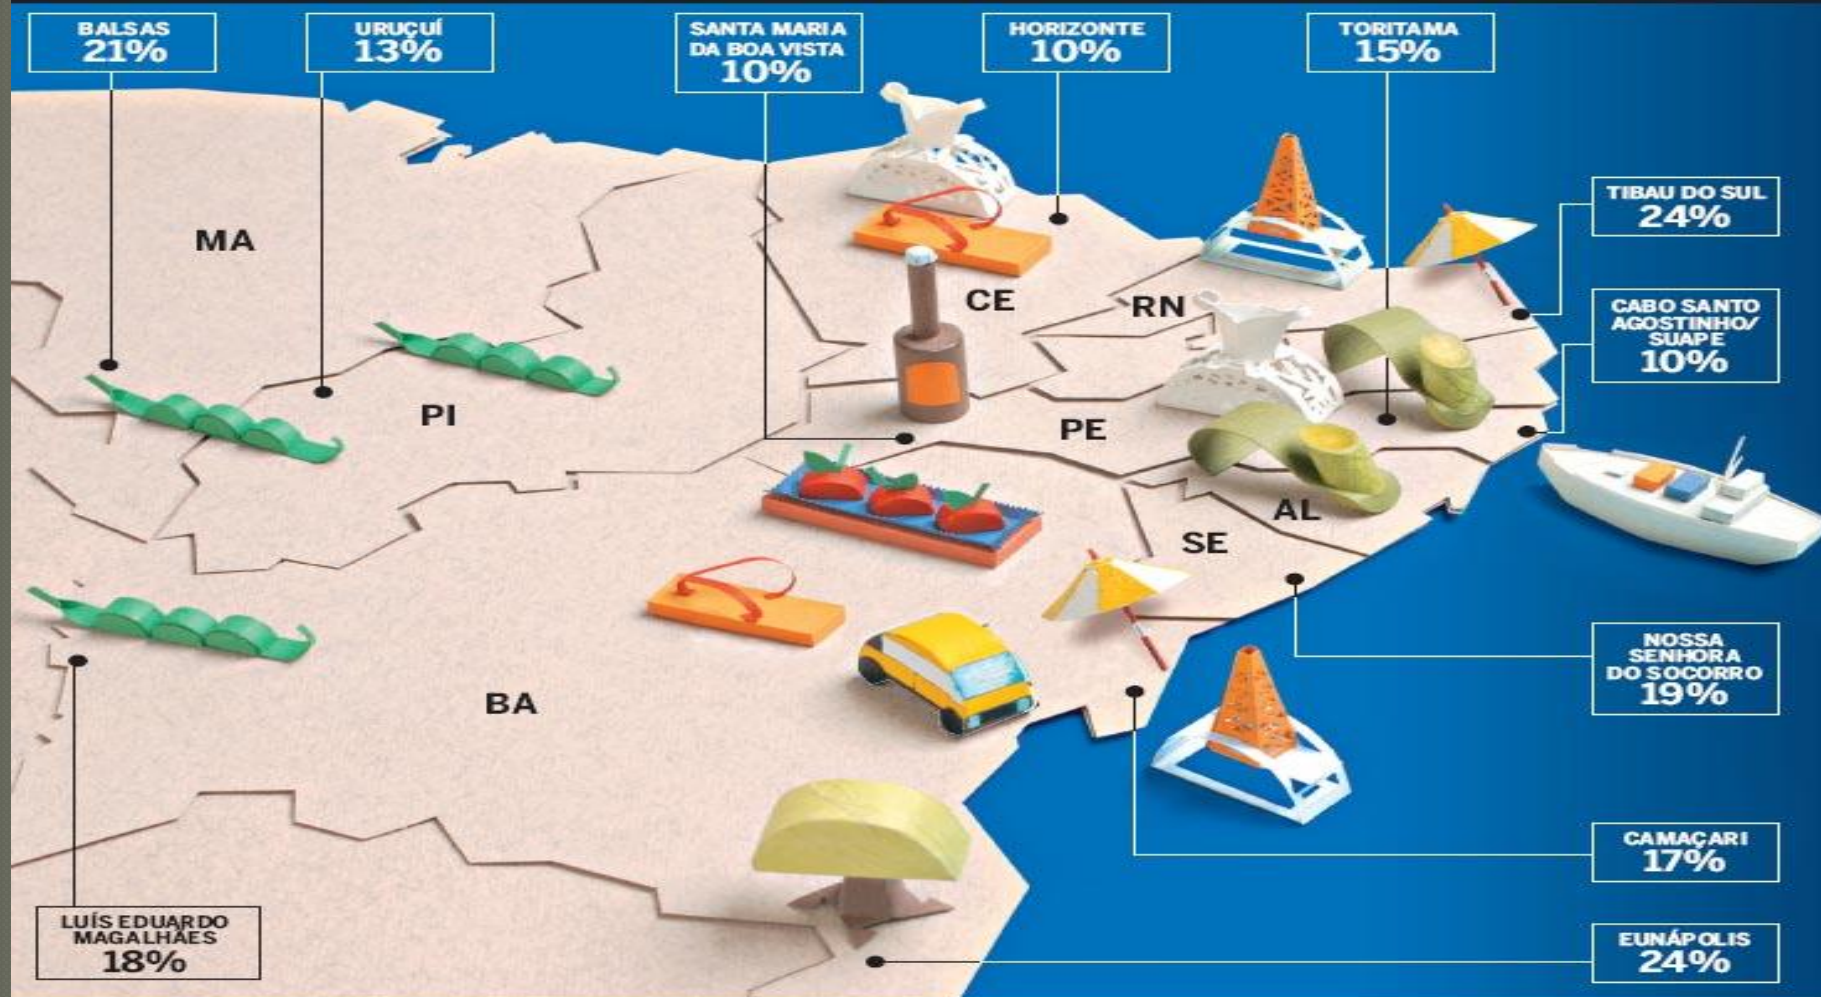 BALSAS
21%
URUÇUÍ
13%
SANTA MARIA
DA BOA VISTA
10%
HORIZONTE
10%
TORITAMA
15%
TIBAU DO SUL
24%
CABO SANTO
AGOSTINHO/
SUAPE
10%
MA
CE
RN
PI
PE
AL
SE
BA
NOSSA
SENHORA
DO SOCORRO
19%
CAMAÇARI
17%
LUÍS EDUARDO
MAGALHÃES
18%
EUNÁPOLIS
24%